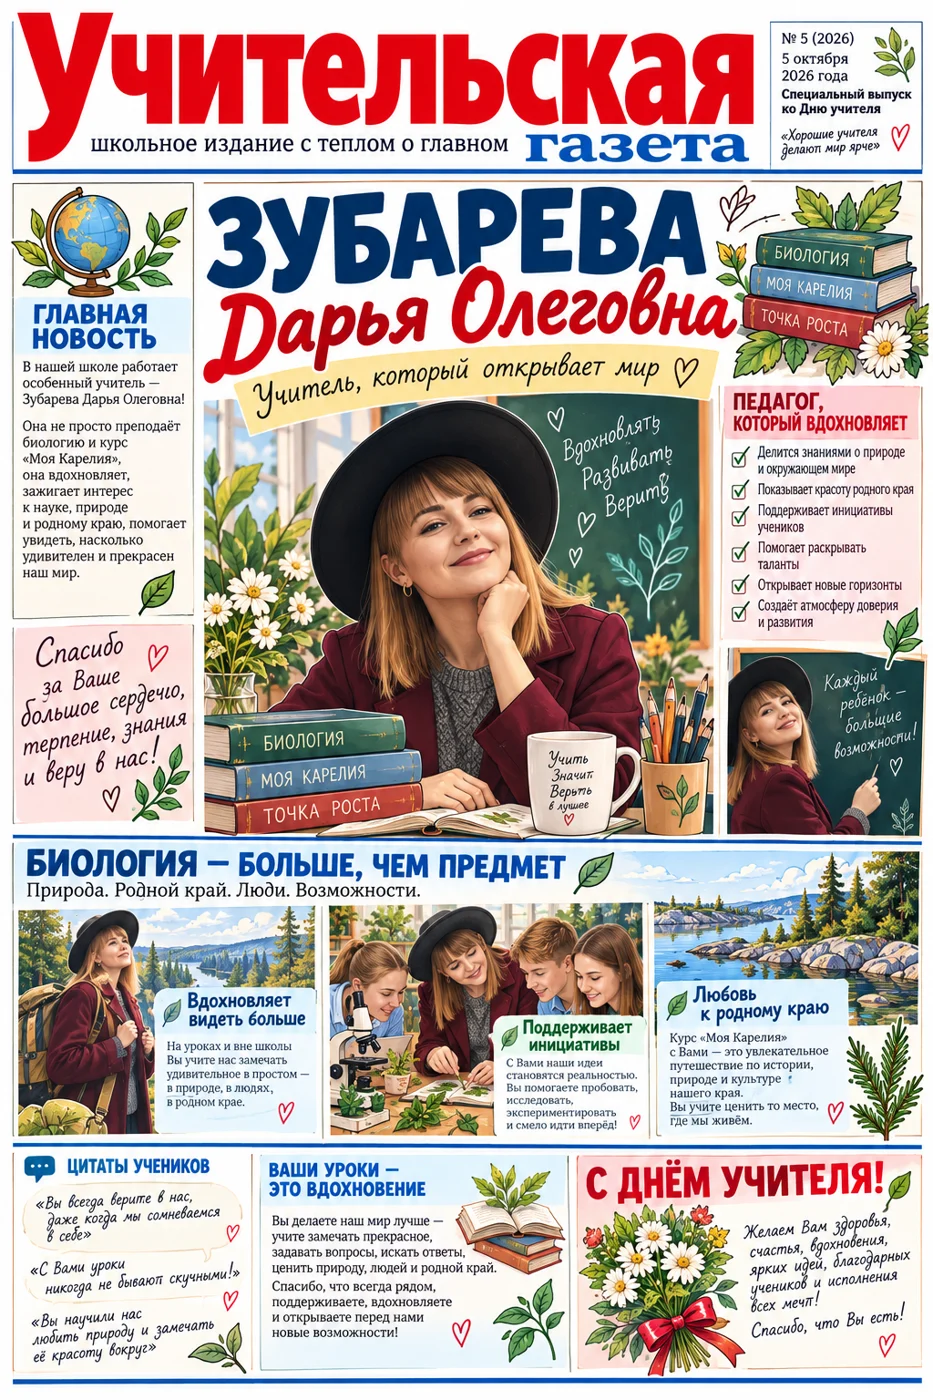 Учительская
школьное издание с теплом о главном
газета
№ 5 (2026)
5 октября
2026 года
Специальный выпуск
ко Дню учителя
«Хорошие учителя
делают мир ярче»
ГЛАВНАЯ
НОВОСТЬ
В нашей школе работает
особенный учитель —
Зубарева Дарья Олеговна!
Она не просто преподаёт
биологию и курс
«Моя Карелия»,
она вдохновляет,
зажигает интерес
к науке, природе
и родному краю, помогает
увидеть, насколько
удивителен и прекрасен
наш мир.
Спасибо
за Ваше
большое сердечо,
терпение, знания
и веру в нас!
ЗУБАРЕВА
Дарья Олеговна
Учитель, который открывает мир
БИОЛОГИЯ
МОЯ КАРЕЛИЯ
ТОЧКА РОСТА
Вдохновлять
Развивать
Верить
БИОЛОГИЯ
МОЯ КАРЕЛИЯ
ТОЧКА РОСТА
Учить
Значит
Верить
в лучшее
ПЕДАГОГ,
КОТОРЫЙ ВДОХНОВЛЯЕТ
Делится знаниями о природе
и окружающем мире
Показывает красоту родного края
Поддерживает инициативы
учеников
Помогает раскрывать
таланты
Открывает новые горизонты
Создаёт атмосферу доверия
и развития
Каждый
ребёнок —
большие
возможности!
БИОЛОГИЯ — БОЛЬШЕ, ЧЕМ ПРЕДМЕТ
Природа. Родной край. Люди. Возможности.
Вдохновляет
видеть больше
На уроках и вне школы
Вы учите нас замечать
удивительное в простом —
в природе, в людях,
в родном крае.
Поддерживает
инициативы
С Вами наши идеи
становятся реальностью.
Вы помогаете пробовать,
исследовать,
экспериментировать
и смело идти вперёд!
Любовь
к родному краю
Курс «Моя Карелия»
с Вами — это увлекательное
путешествие по истории,
природе и культуре
нашего края.
Вы учите ценить то место,
где мы живём.
ЦИТАТЫ УЧЕНИКОВ
«Вы всегда верите в нас,
даже когда мы сомневаемся
в себе»
«С Вами уроки
никогда не бывают скучными!»
«Вы научили нас
любить природу и замечать
её красоту вокруг»
ВАШИ УРОКИ —
ЭТО ВДОХНОВЕНИЕ
Вы делаете наш мир лучше —
учите замечать прекрасное,
задавать вопросы, искать ответы,
ценить природу, людей и родной край.
Спасибо, что всегда рядом,
поддерживаете, вдохновляете
и открываете перед нами
новые возможности!
С ДНЁМ УЧИТЕЛЯ!
Желаем Вам здоровья,
счастья, вдохновения,
ярких идей, благодарных
учеников и исполнения
всех мечт!
Спасибо, что Вы есть!